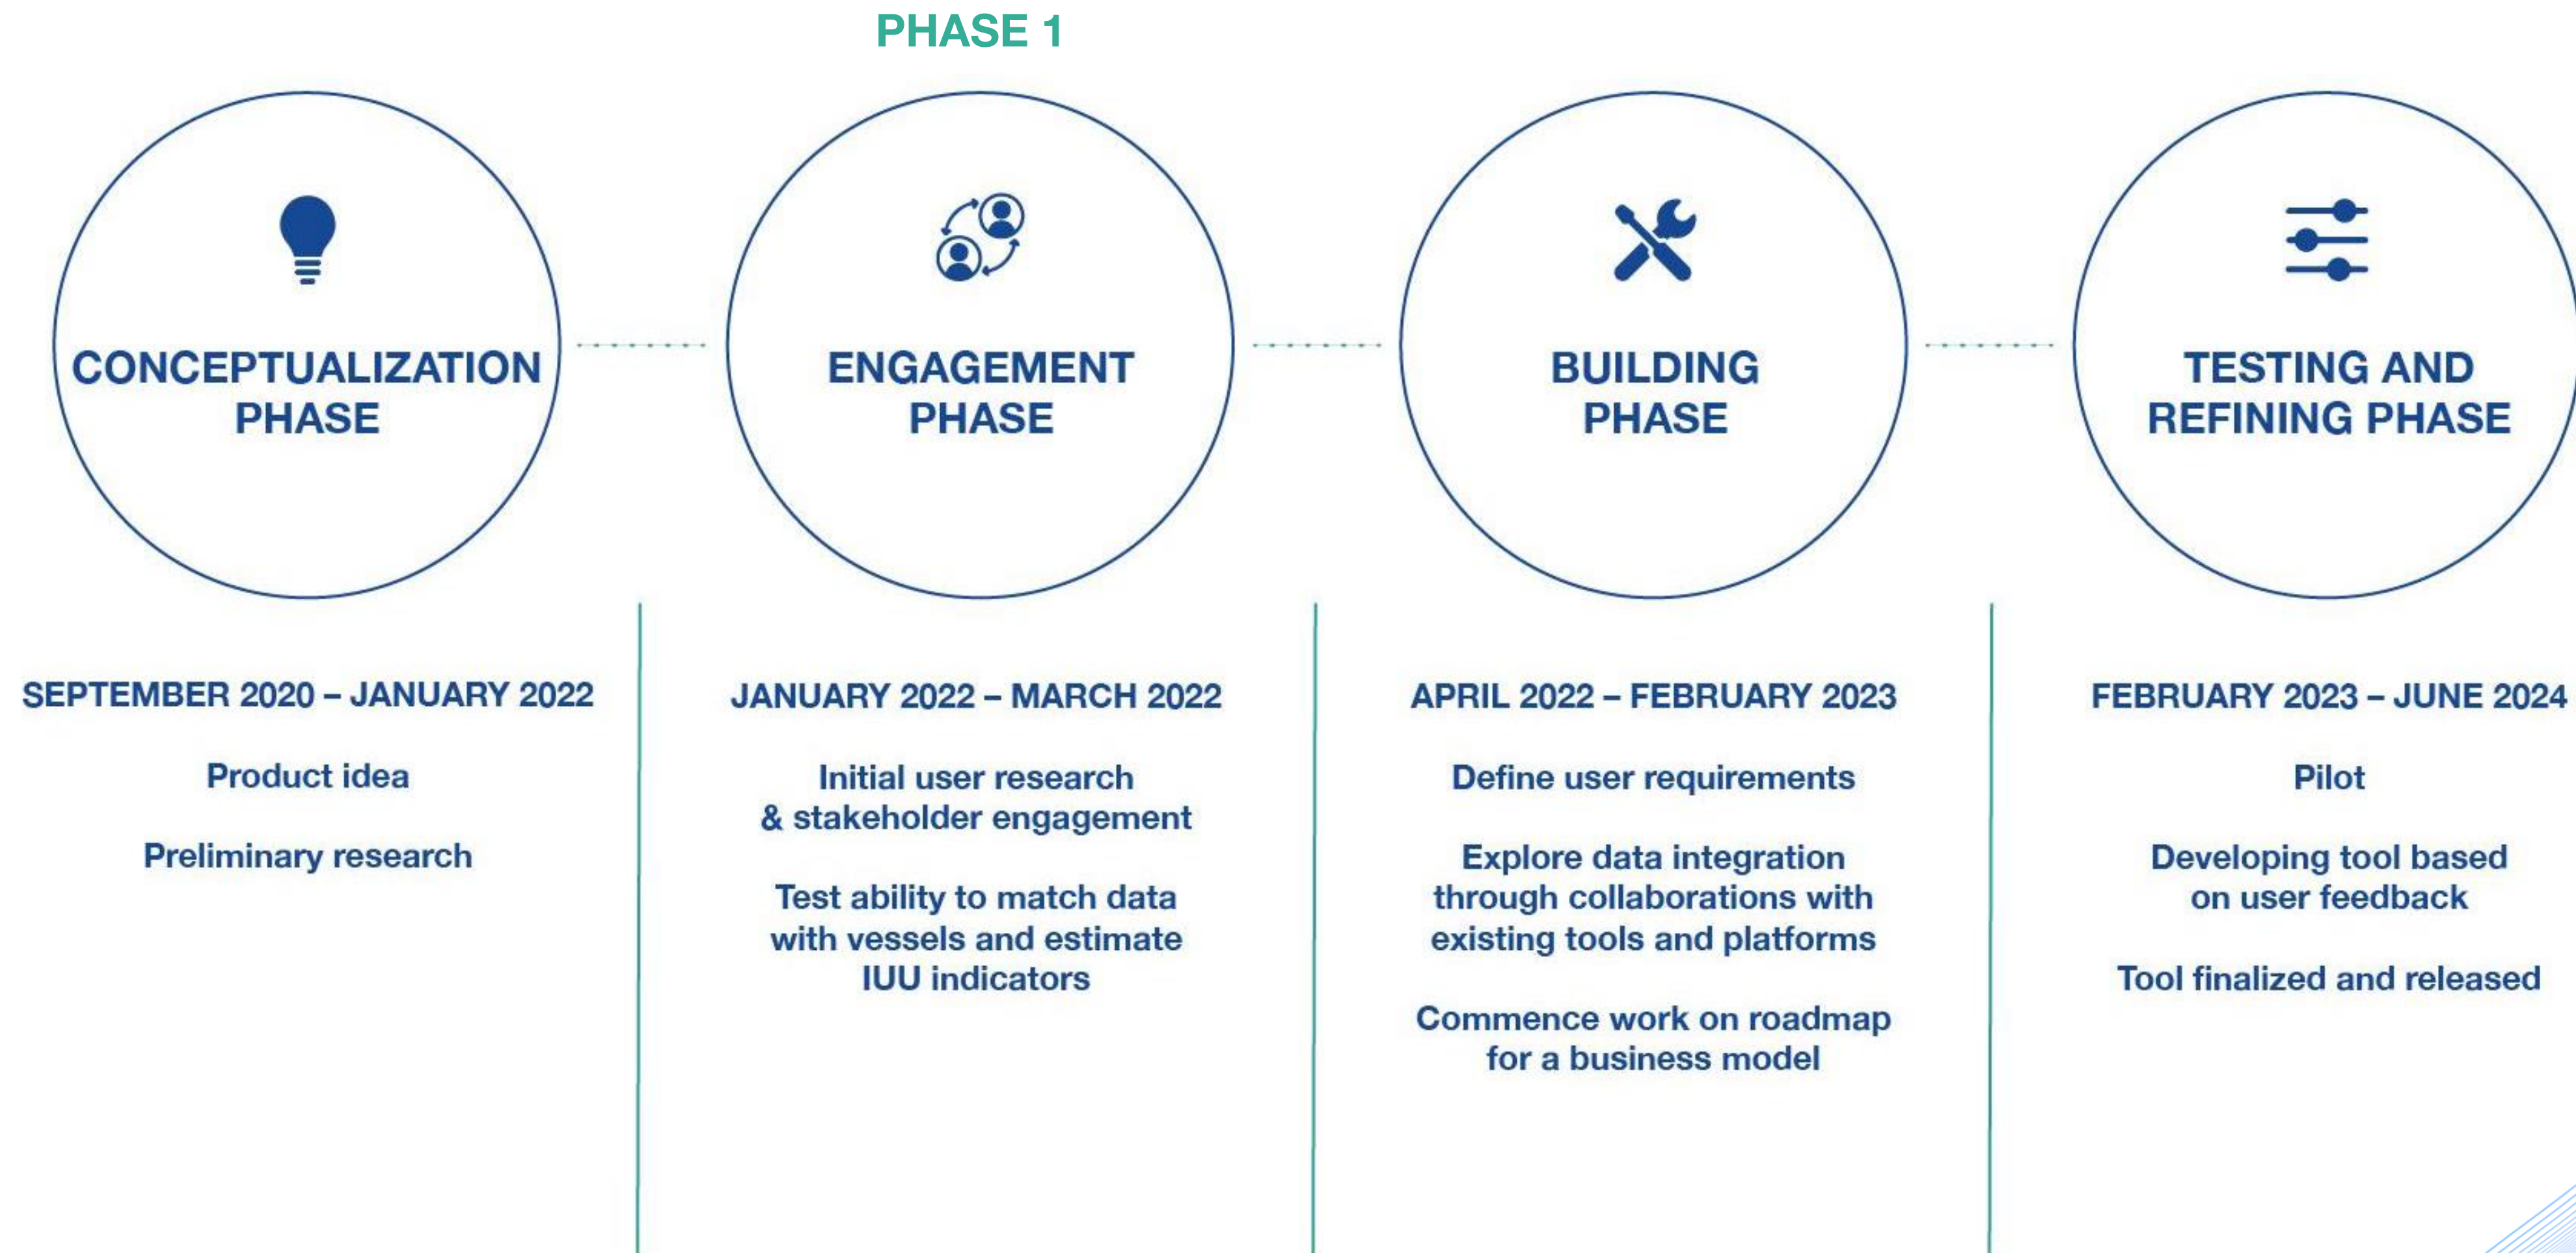 PHASE 1
CONCEPTUALIZATION
PHASE
SEPTEMBER 2020 – JANUARY 2022
Product idea
Preliminary research
ENGAGEMENT
PHASE
JANUARY 2022 – MARCH 2022
Initial user research
& stakeholder engagement
Test ability to match data
with vessels and estimate
IUU indicators
BUILDING
PHASE
APRIL 2022 – FEBRUARY 2023
Define user requirements
Explore data integration
through collaborations with
existing tools and platforms
Commence work on roadmap
for a business model
TESTING AND
REFINING PHASE
FEBRUARY 2023 – JUNE 2024
Pilot
Developing tool based
on user feedback
Tool finalized and released